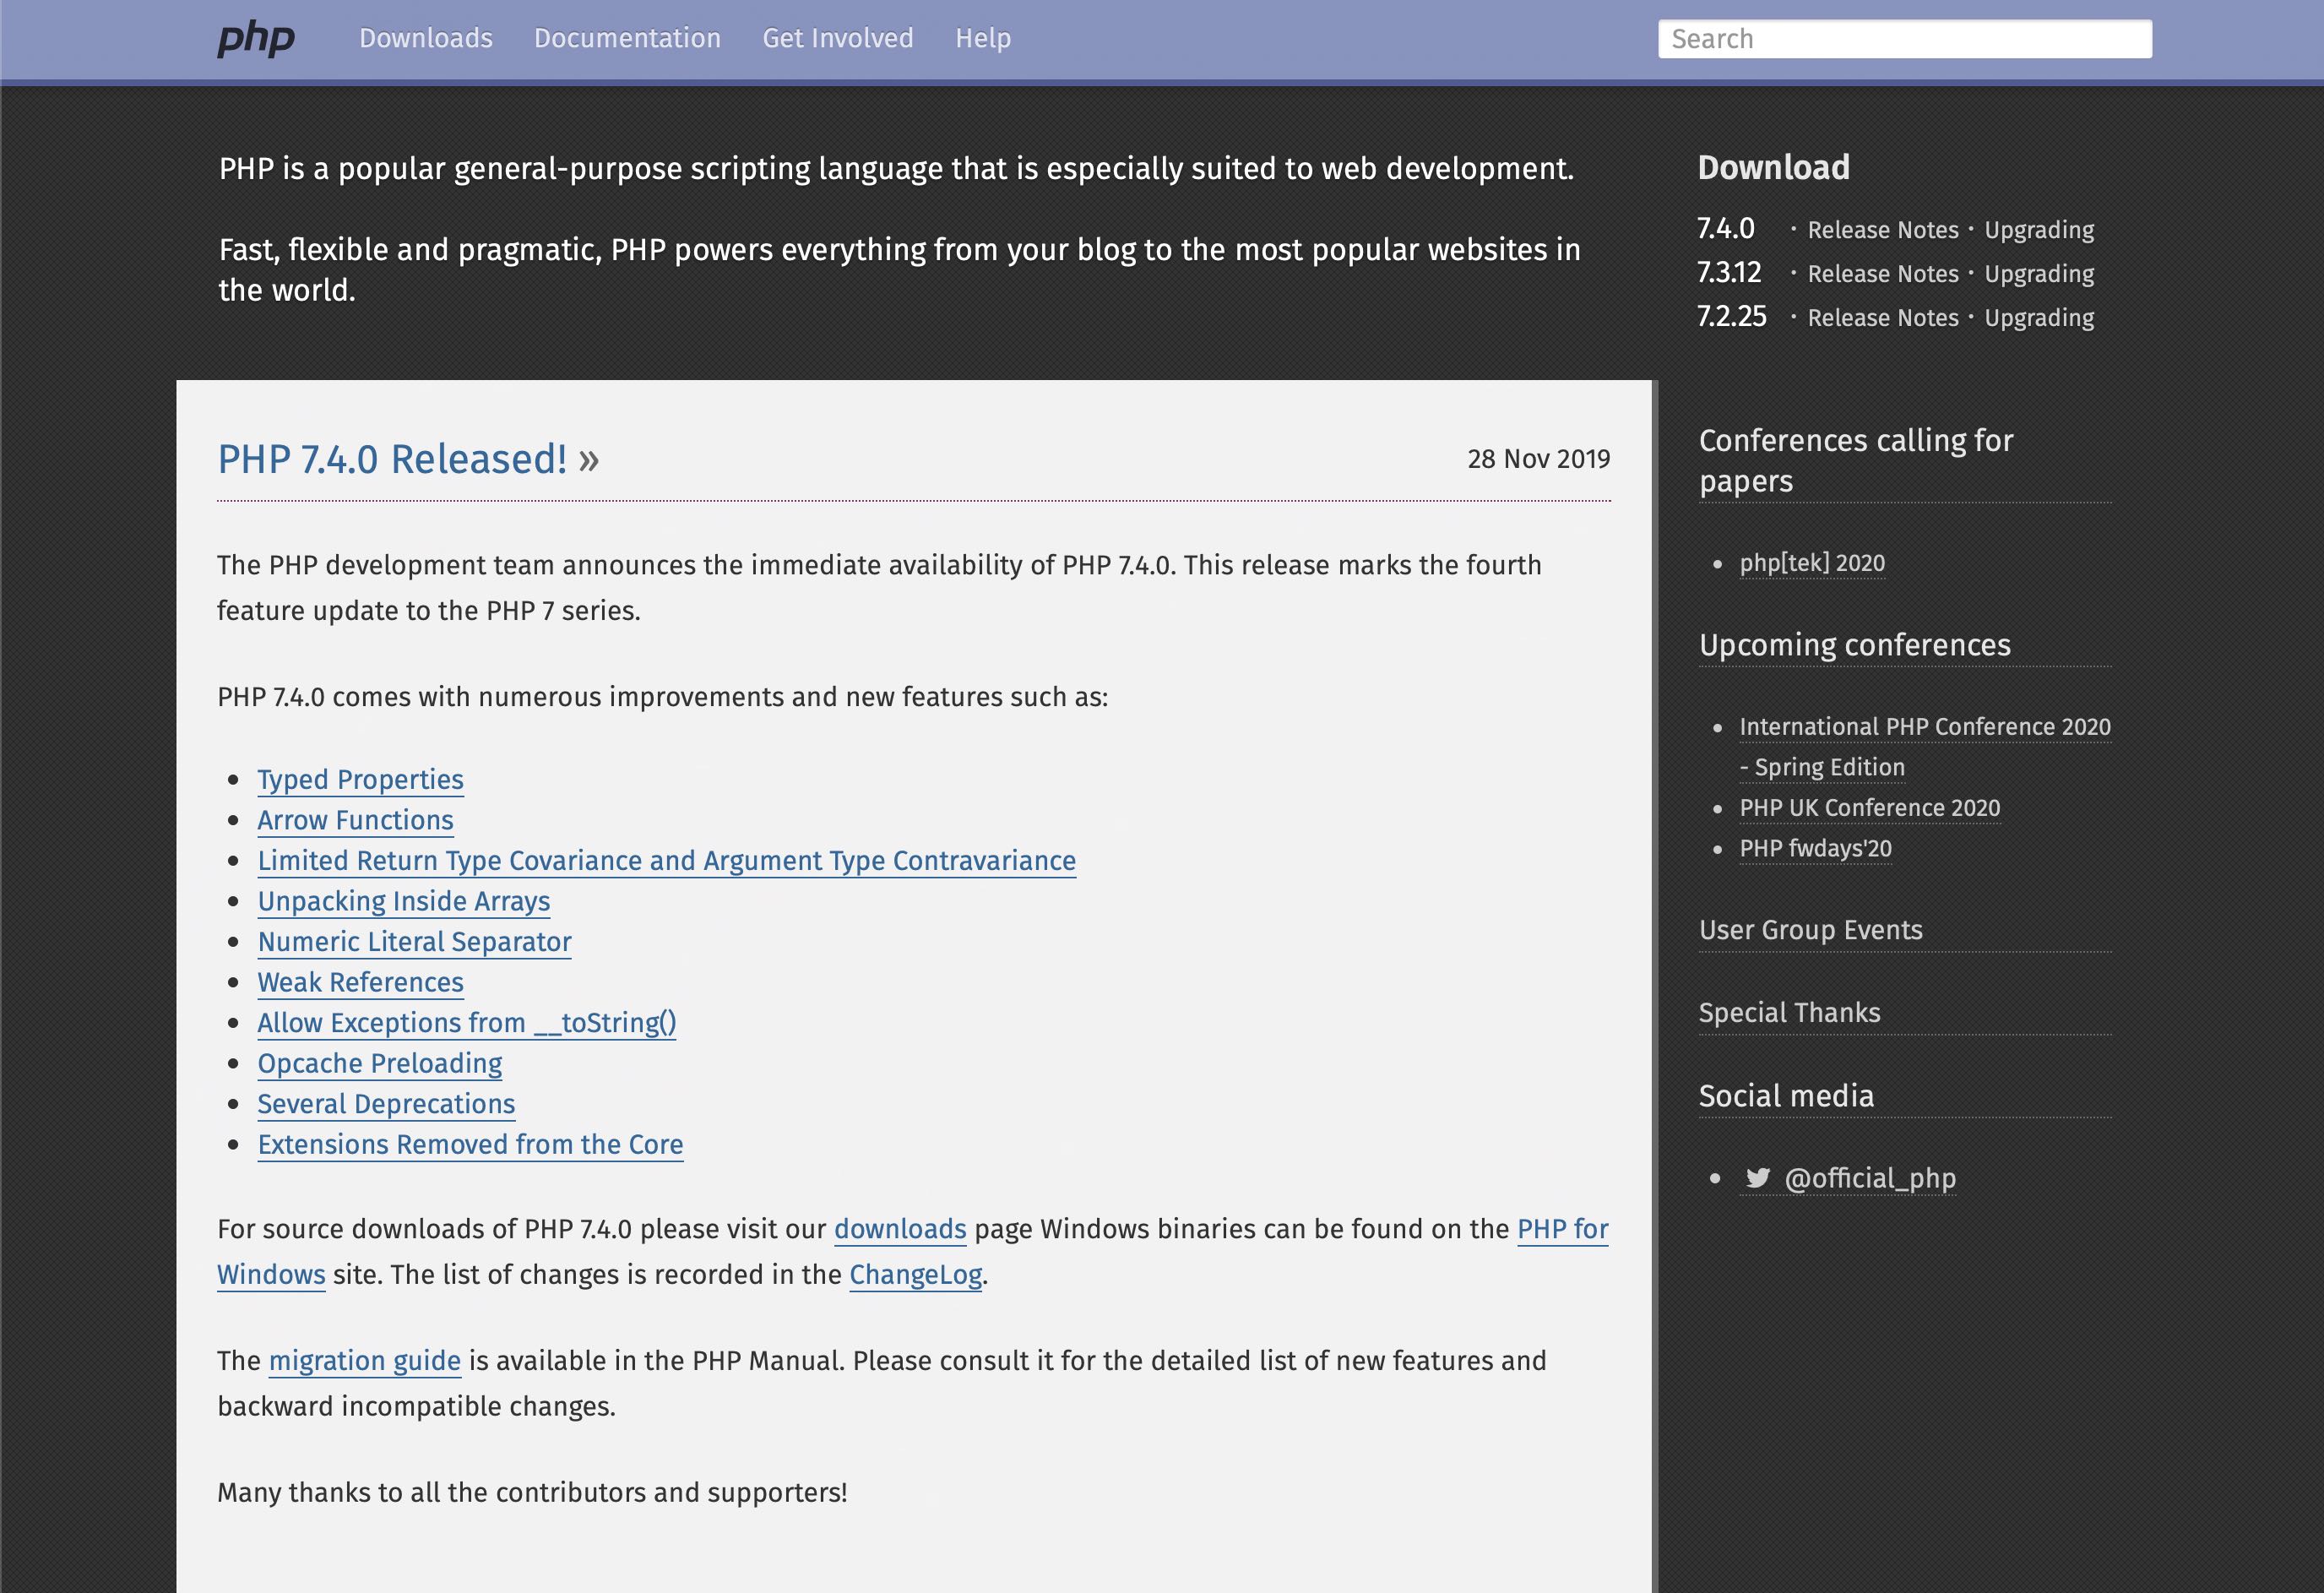 php Downloads Documentation Get Involved Help Search
PHP is a popular general-purpose scripting language that is especially suited to web development.
Fast, flexible and pragmatic, PHP powers everything from your blog to the most popular websites in
the world.
Download
7.4.0 · Release Notes · Upgrading
7.3.12 · Release Notes · Upgrading
7.2.25 · Release Notes · Upgrading
PHP 7.4.0 Released! » 28 Nov 2019
The PHP development team announces the immediate availability of PHP 7.4.0. This release marks the fourth
feature update to the PHP 7 series.
PHP 7.4.0 comes with numerous improvements and new features such as:
• Typed Properties
• Arrow Functions
• Limited Return Type Covariance and Argument Type Contravariance
• Unpacking Inside Arrays
• Numeric Literal Separator
• Weak References
• Allow Exceptions from __toString()
• Opcache Preloading
• Several Deprecations
• Extensions Removed from the Core
For source downloads of PHP 7.4.0 please visit our downloads page Windows binaries can be found on the PHP for
Windows site. The list of changes is recorded in the ChangeLog.
The migration guide is available in the PHP Manual. Please consult it for the detailed list of new features and
backward incompatible changes.
Many thanks to all the contributors and supporters!
Conferences calling for
papers
• php[tek] 2020
Upcoming conferences
• International PHP Conference 2020
- Spring Edition
• PHP UK Conference 2020
• PHP fwdays'20
User Group Events
Special Thanks
Social media
• @official_php